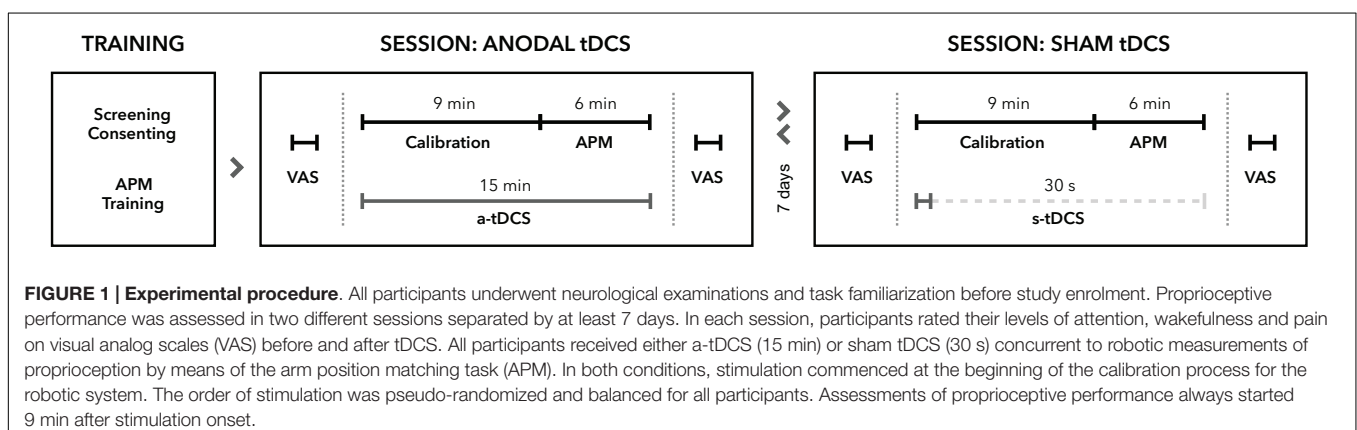 TRAINING
Screening
Consenting
APM
Training
SESSION: ANODAL tDCS
VAS
9 min
6 min
Calibration
APM
15 min
a-tDCS
VAS
7 days
SESSION: SHAM tDCS
VAS
9 min
6 min
Calibration
APM
30 s
s-tDCS
VAS
FIGURE 1 | Experimental procedure. All participants underwent neurological examinations and task familiarization before study enrolment. Proprioceptive
performance was assessed in two different sessions separated by at least 7 days. In each session, participants rated their levels of attention, wakefulness and pain
on visual analog scales (VAS) before and after tDCS. All participants received either a-tDCS (15 min) or sham tDCS (30 s) concurrent to robotic measurements of
proprioception by means of the arm position matching task (APM). In both conditions, stimulation commenced at the beginning of the calibration process for the
robotic system. The order of stimulation was pseudo-randomized and balanced for all participants. Assessments of proprioceptive performance always started
9 min after stimulation onset.